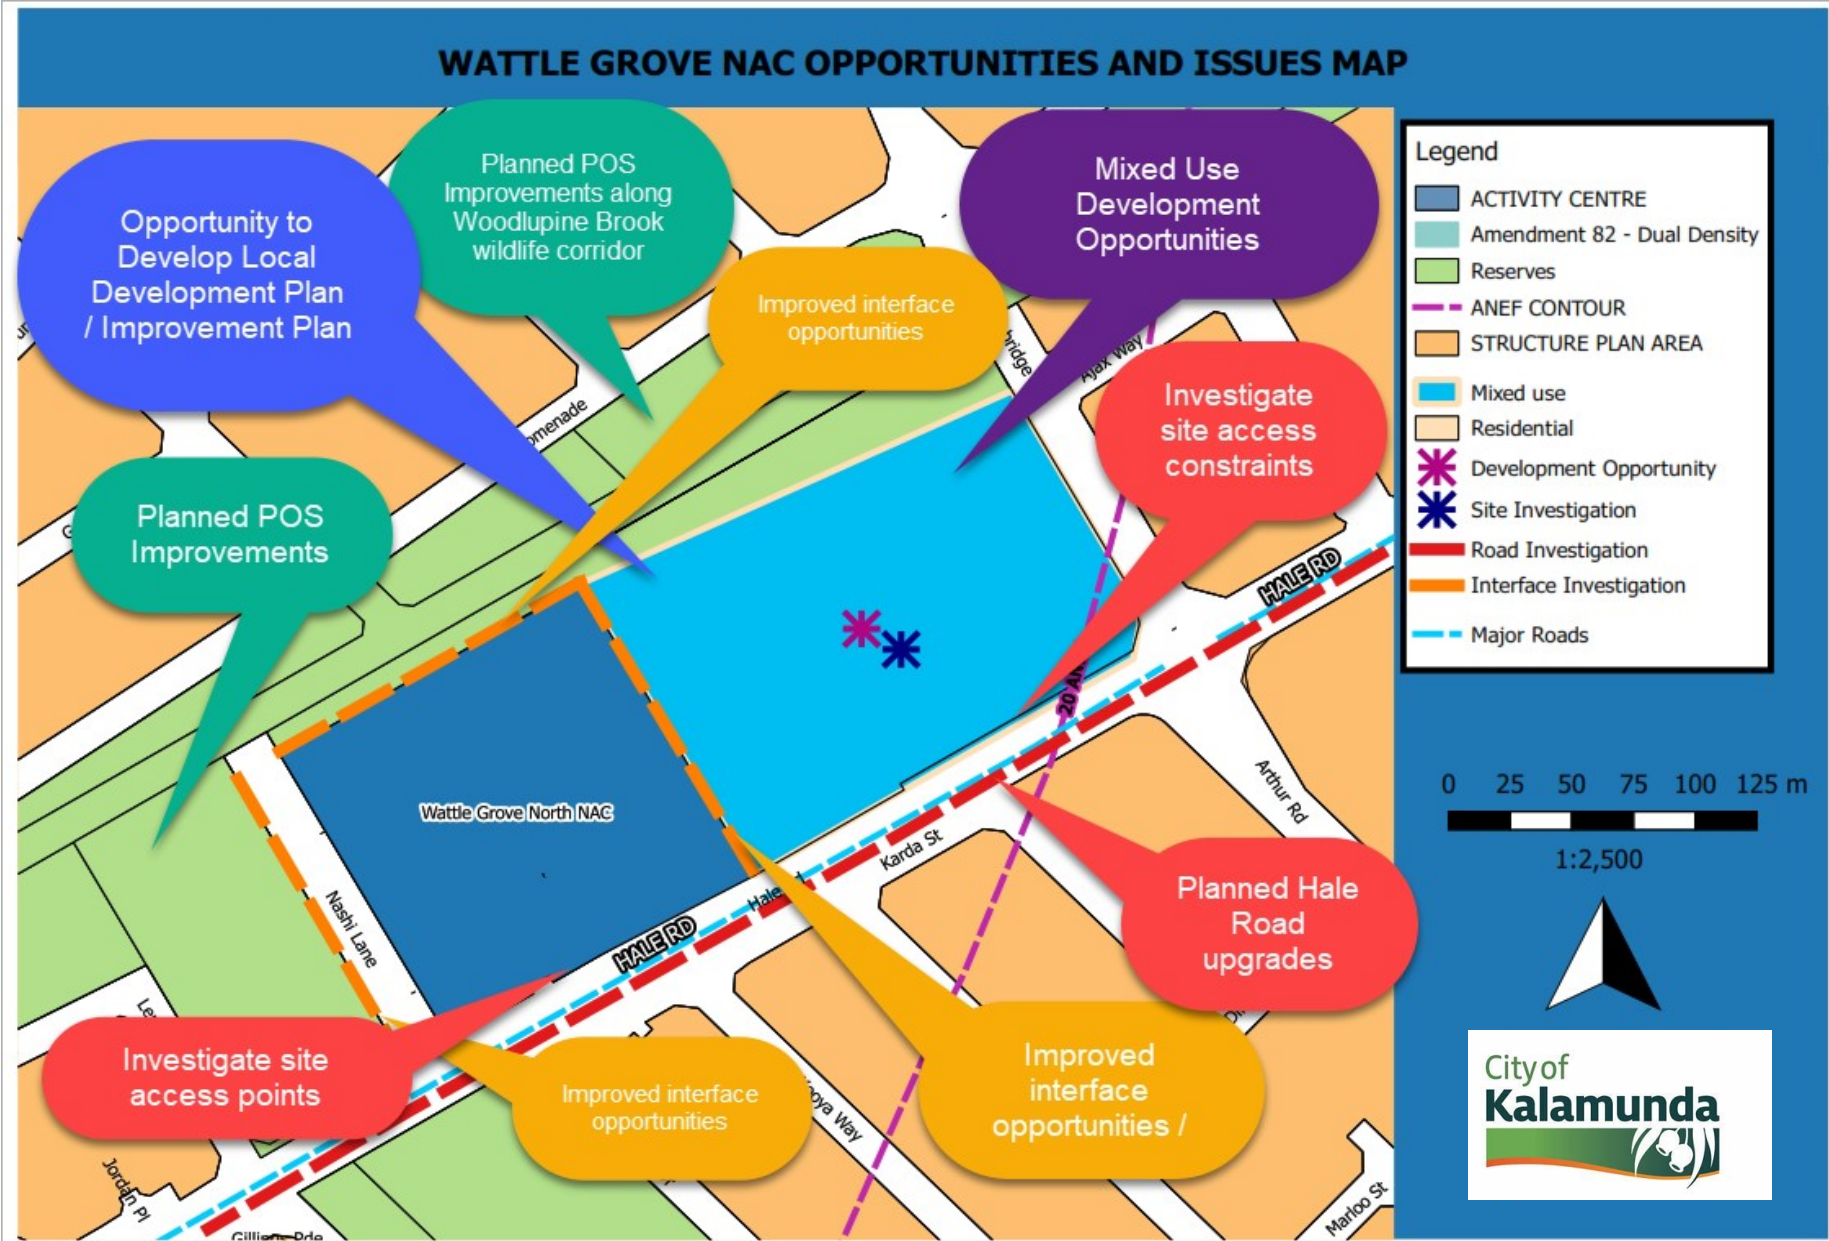 WATTLE GROVE NAC OPPORTUNITIES AND ISSUES MAP
Opportunity to
Develop Local
Development Plan
/ Improvement Plan
Planned POS
Improvements along
Woodlupine Brook
wildlife corridor
Improved interface
opportunities
Mixed Use
Development
Opportunities
Investigate
site access
constraints
Planned POS
Improvements
Ajax Way
HALE RD
Wattle Grove North NAC
Nashi Lane
HALE RD
Karda St
Arthur Rd
Planned Hale
Road
upgrades
Investigate site
access points
Improved interface
opportunities
Improved
interface
opportunities /
Jordan Pl
Marloo St
Legend
ACTIVITY CENTRE
Amendment 82 - Dual Density
Reserves
ANEF CONTOUR
STRUCTURE PLAN AREA
Mixed use
Residential
Development Opportunity
Site Investigation
Road Investigation
Interface Investigation
Major Roads
0 25 50 75 100 125 m
1:2,500
City of
Kalamunda